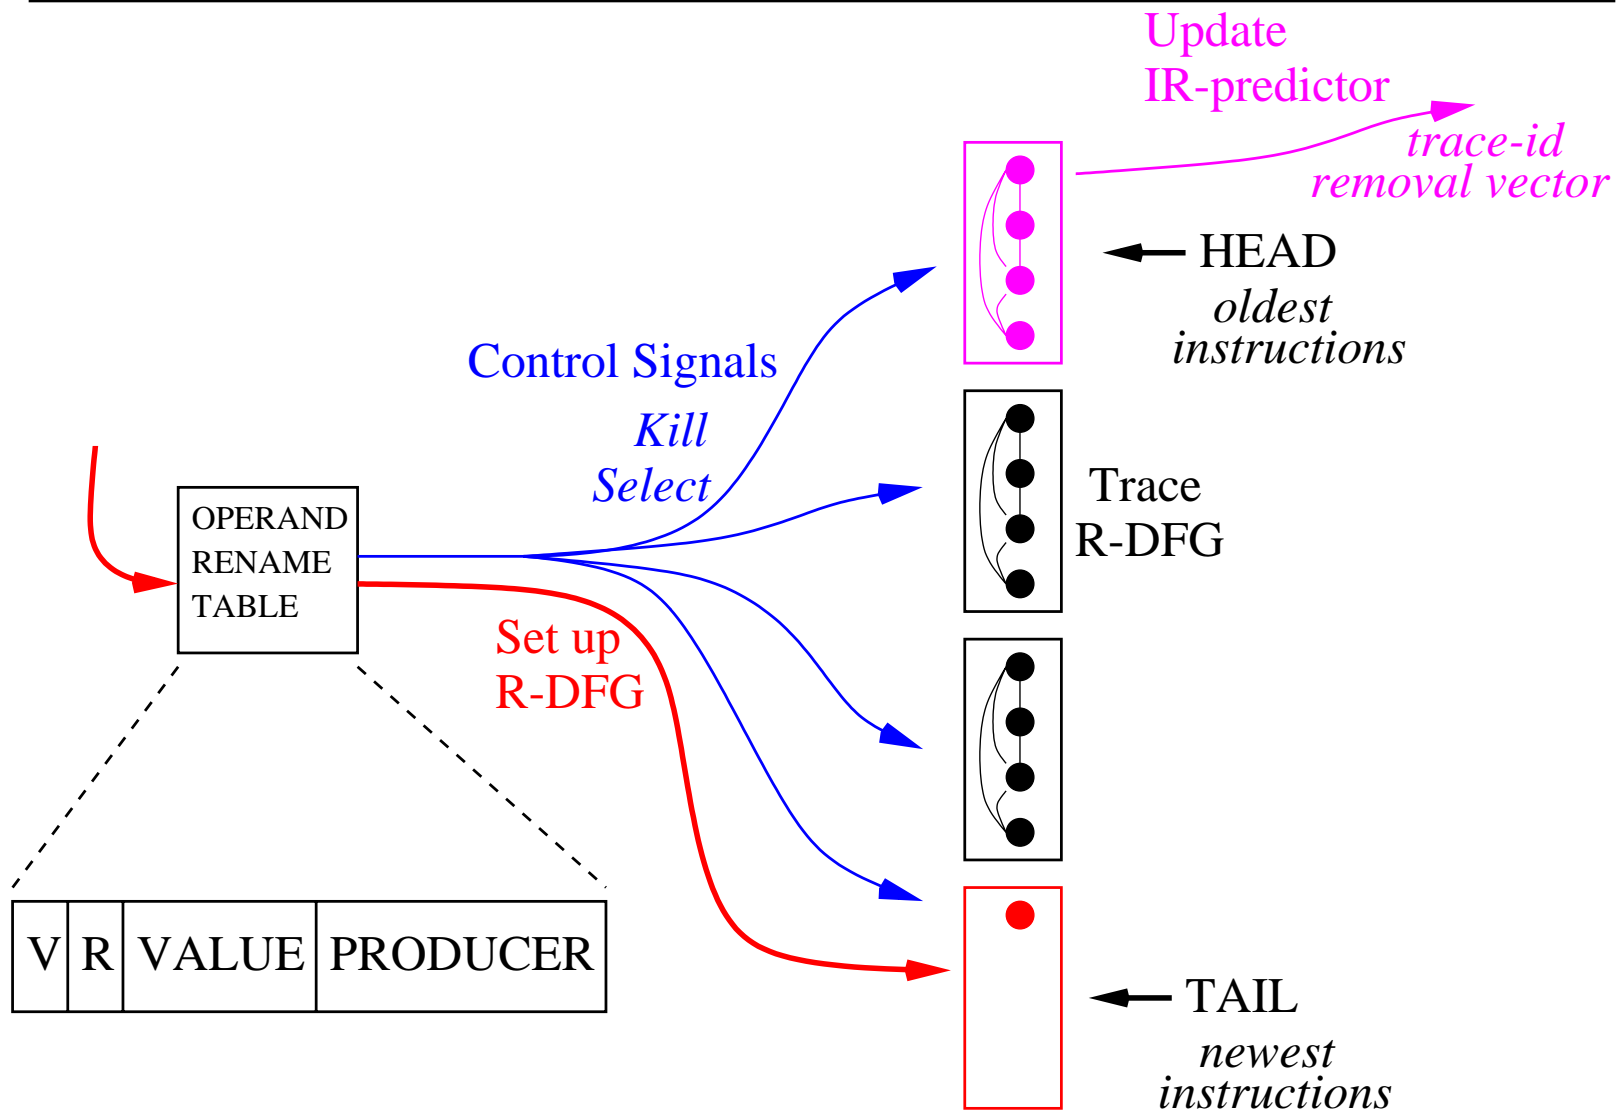 Update
IR-predictor
trace-id
removal vector
HEAD
oldest
instructions
Control Signals
Kill
Select
Trace
R-DFG
OPERAND
RENAME
TABLE
Set up
R-DFG
V R VALUE PRODUCER
TAIL
newest
instructions